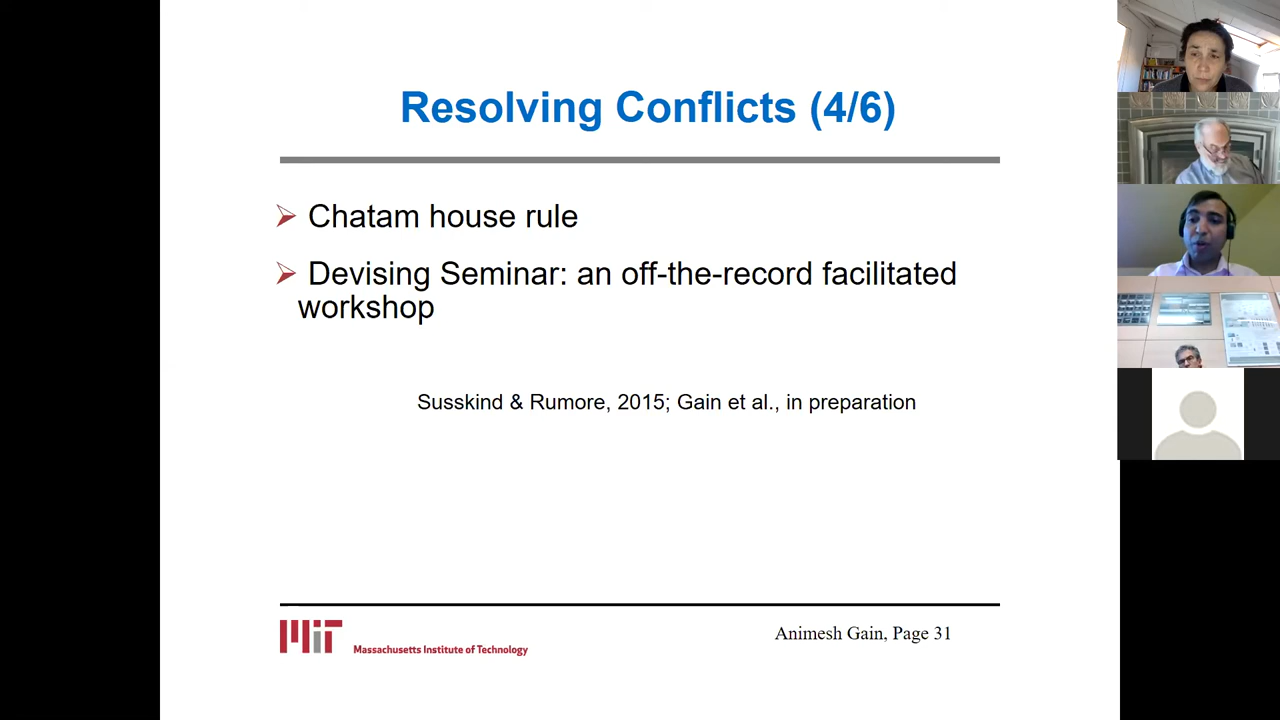 Resolving Conflicts (4/6)
Chatam house rule
Devising Seminar: an off-the-record facilitated
workshop
Susskind & Rumore, 2015; Gain et al., in preparation
MIT
Massachusetts Institute of Technology
Animesh Gain, Page 31